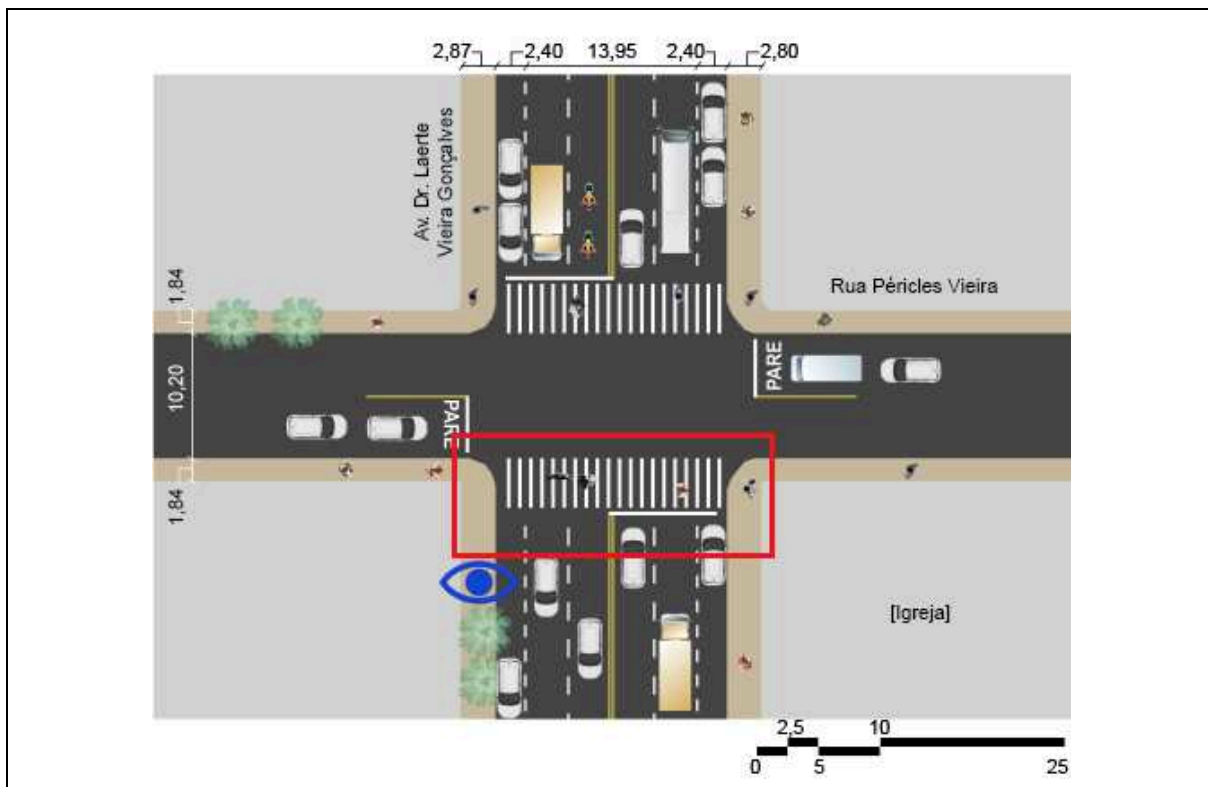 2,87 2,40 13,95 2,40 2,80
Av. Dr. Laerte
Vieira Gonçalves
1,84
Rua Péricles Vieira
10,20
PARE
PARE
1,84
[Igreja]
2,5 10
0 5 25